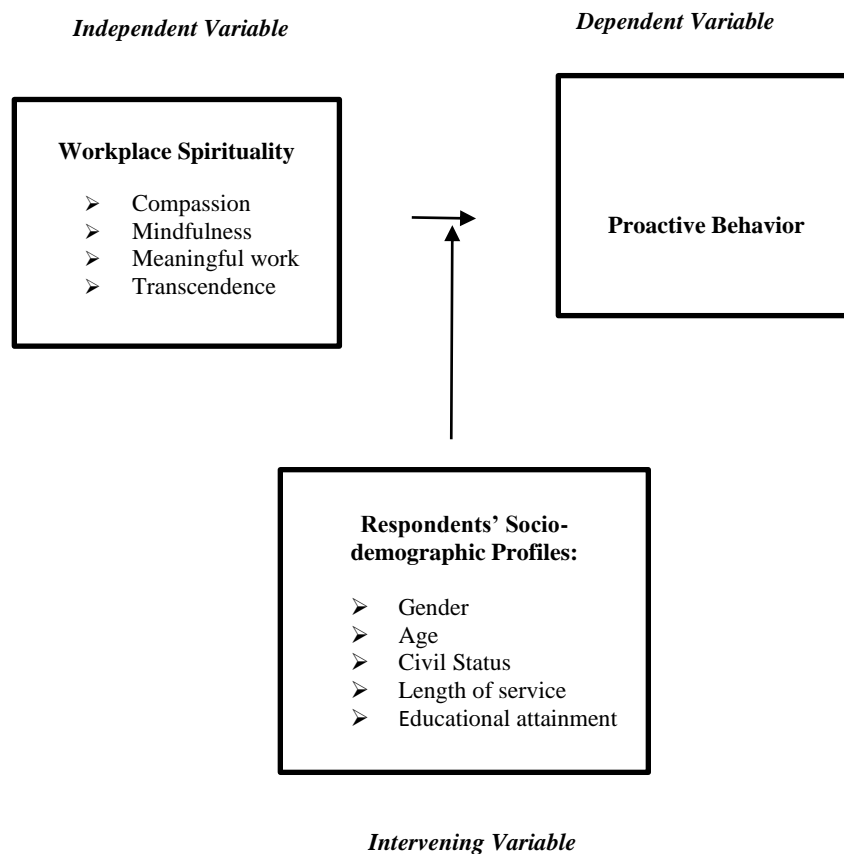 Independent Variable
Dependent Variable
Workplace Spirituality
➢ Compassion
➢ Mindfulness
➢ Meaningful work
➢ Transcendence
Proactive Behavior
Respondents’ Socio-
demographic Profiles:
➢ Gender
➢ Age
➢ Civil Status
➢ Length of service
➢ Educational attainment
Intervening Variable